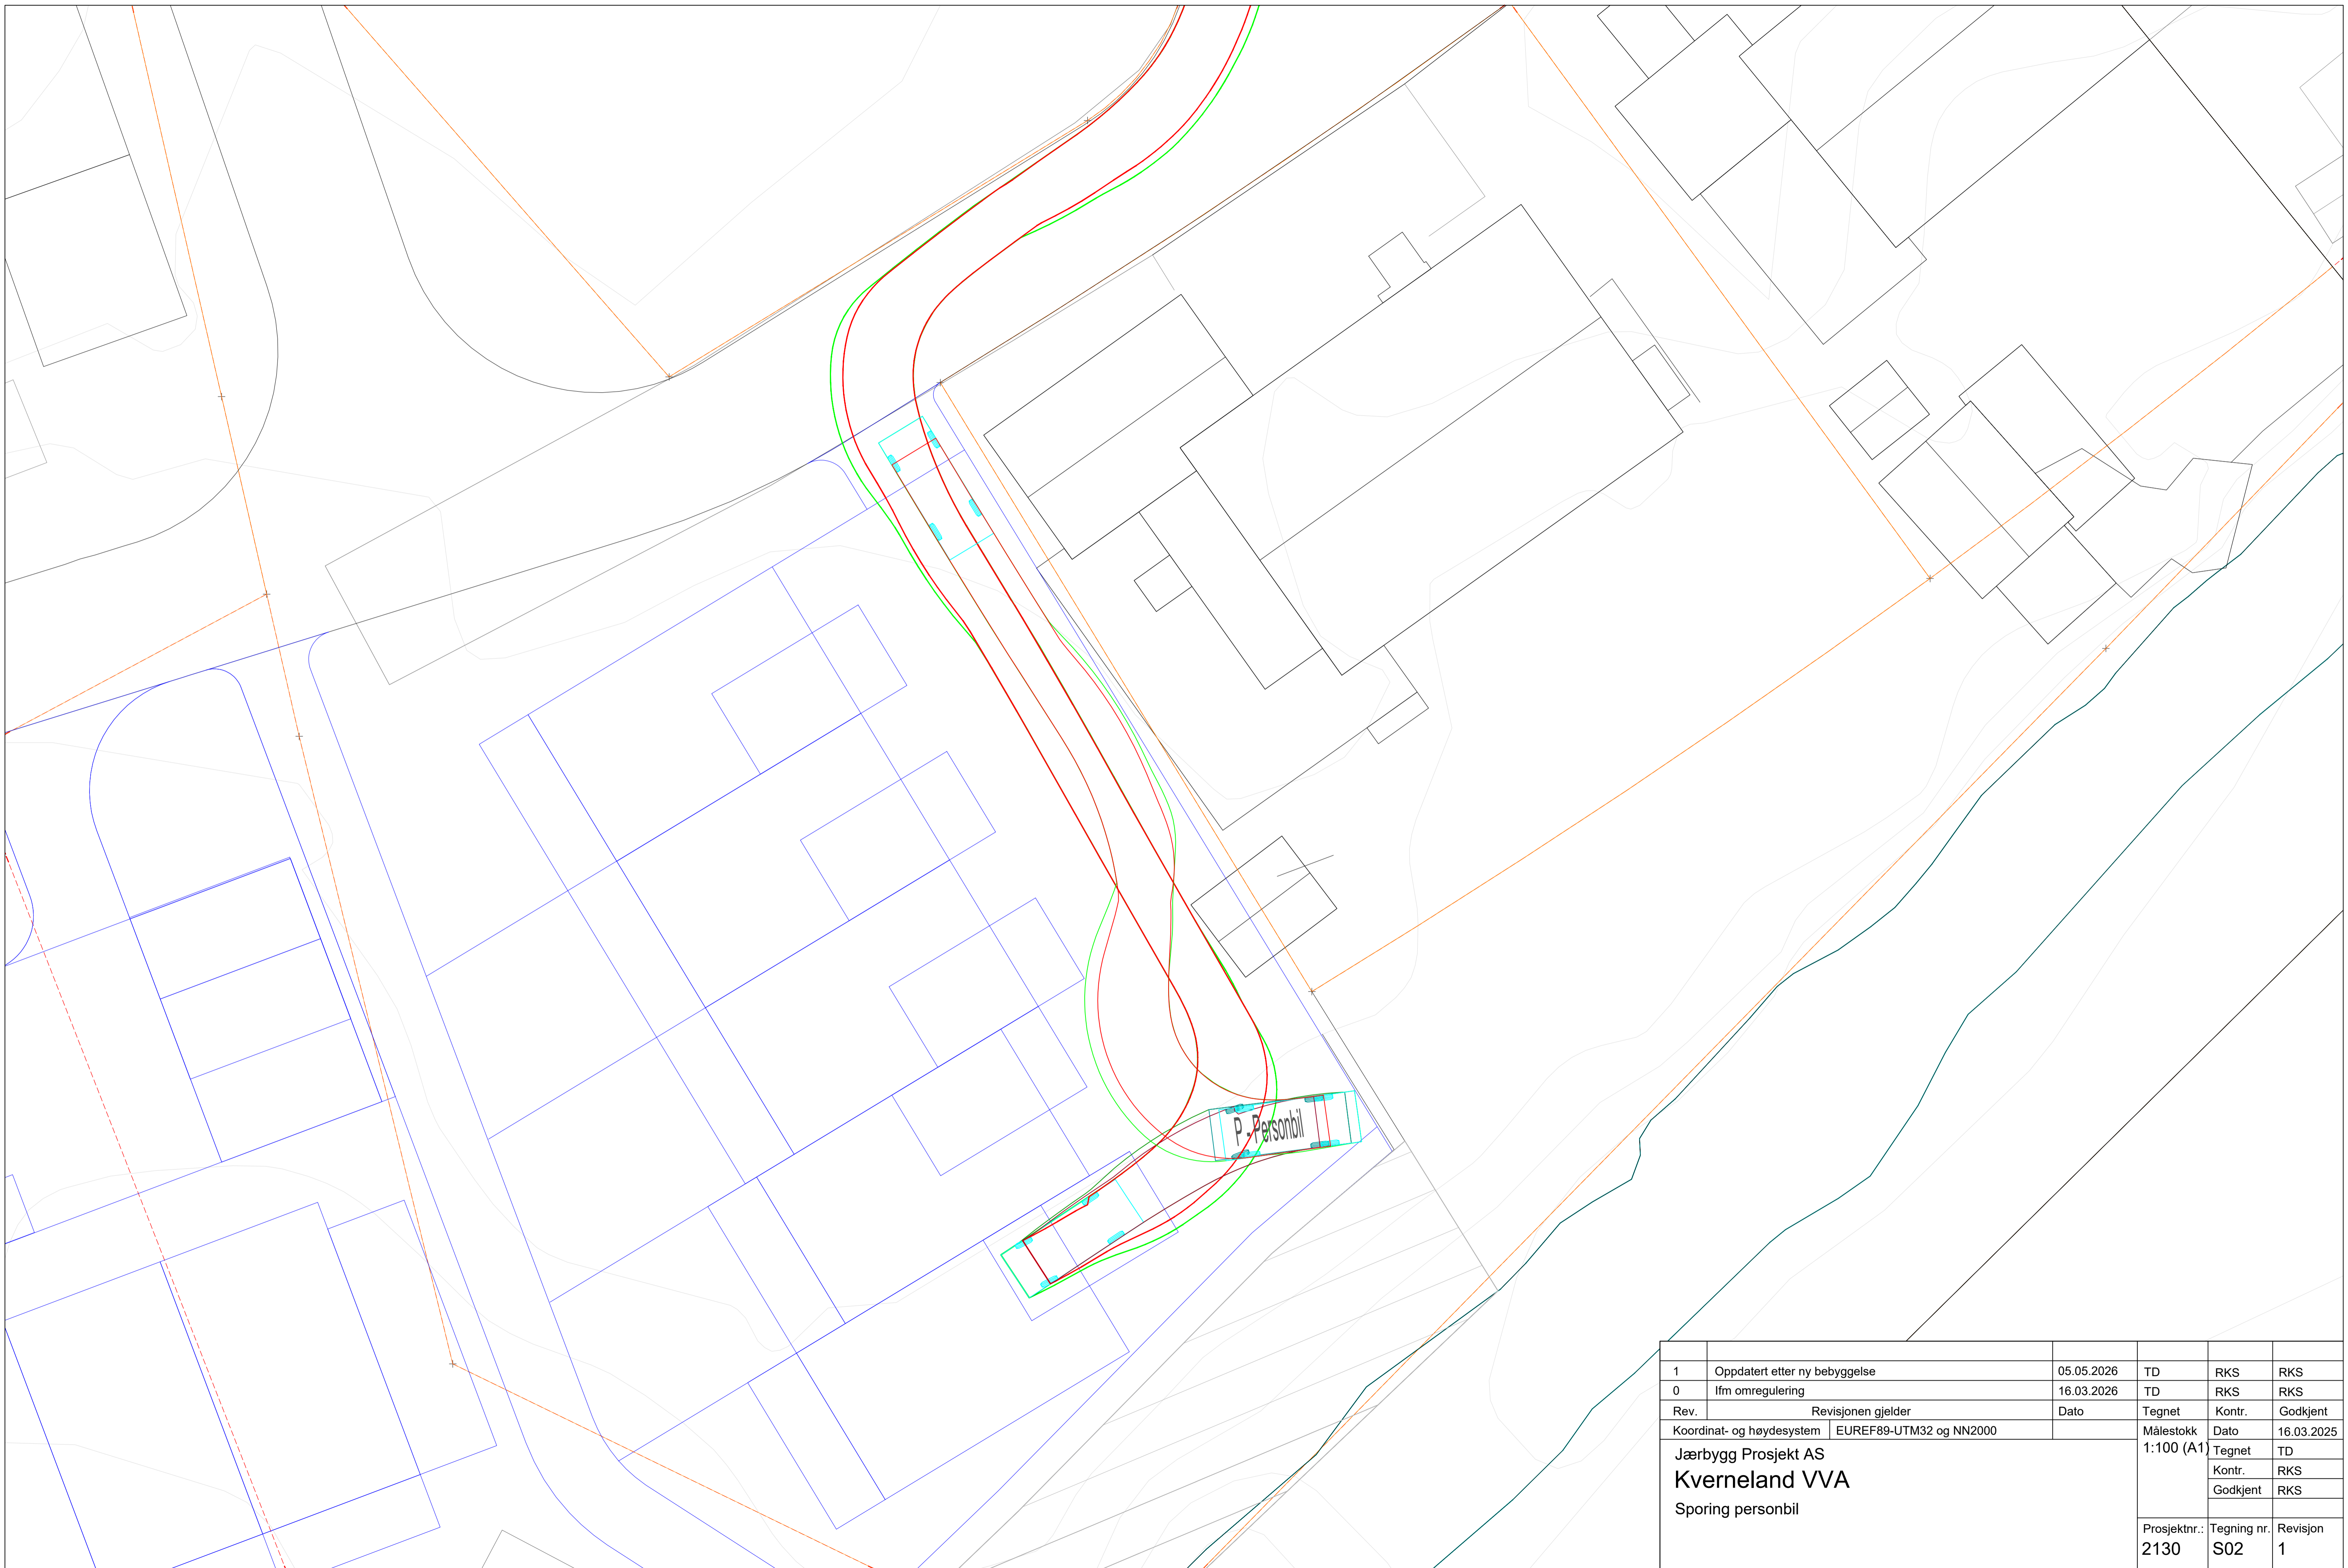 P - Personbil
1 Oppdatert etter ny bebyggelse 05.05.2026 TD RKS RKS
0 Ifm omregulering 16.03.2026 TD RKS RKS
Rev. Revisjonen gjelder Dato Tegnet Kontr. Godkjent
Koordinat- og høydesystem EUREF89-UTM32 og NN2000
Målestokk Dato 16.03.2025
1:100 (A1) Tegnet TD
Kontr. RKS
Godkjent RKS
Jærbygg Prosjekt AS
Kverneland VVA
Sporing personbil
Prosjektnr.: Tegning nr. Revisjon
2130 S02 1